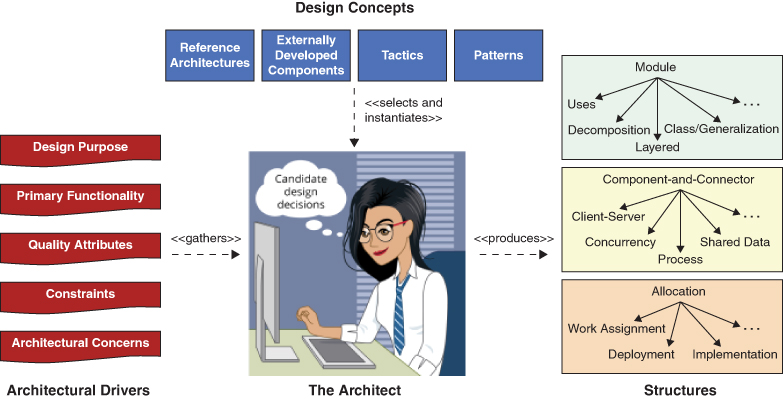 Design Concepts
Reference
Architectures
Externally
Developed
Components
Tactics
Patterns
<<selects and
instantiates>>
Design Purpose
Primary Functionality
Quality Attributes
Constraints
Architectural Concerns
Architectural Drivers
<<gathers>>
Candidate
design
decisions
The Architect
<<produces>>
Module
Uses
...
Decomposition
Class/Generalization
Layered
Component-and-Connector
Client-Server
...
Concurrency
Shared Data
Process
Allocation
Work Assignment
...
Deployment
Implementation
Structures